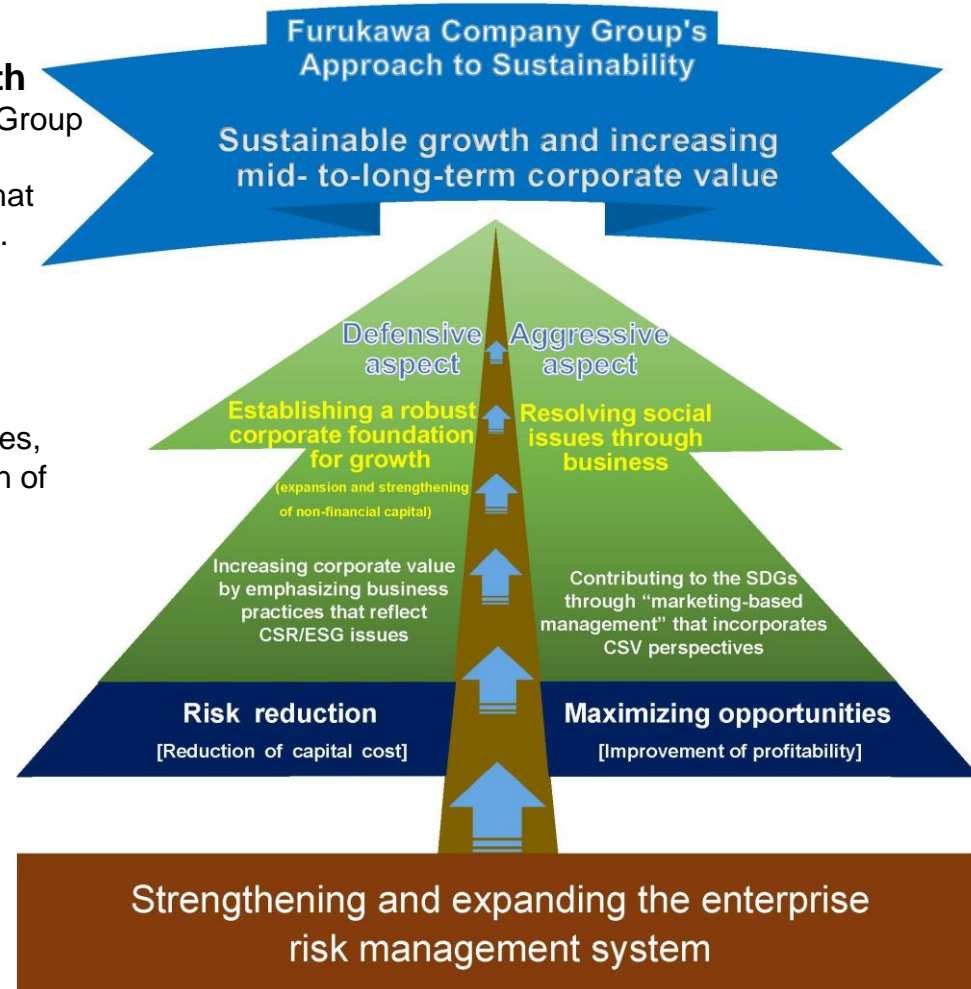 Furukawa Company Group's
Approach to Sustainability
Sustainable growth and increasing
mid- to-long-term corporate value
Group
.
Defensive
aspect
Aggressive
aspect
Establishing a robust
corporate foundation
for growth
(expansion and strengthening
of non-financial capital)
Resolving social
issues through
business
of
Increasing corporate value
by emphasizing business
practices that reflect
CSR/ESG issues
Contributing to the SDGs
through “marketing-based
management” that incorporates
CSV perspectives
Risk reduction
[Reduction of capital cost]
Maximizing opportunities
[Improvement of profitability]
Strengthening and expanding the enterprise
risk management system